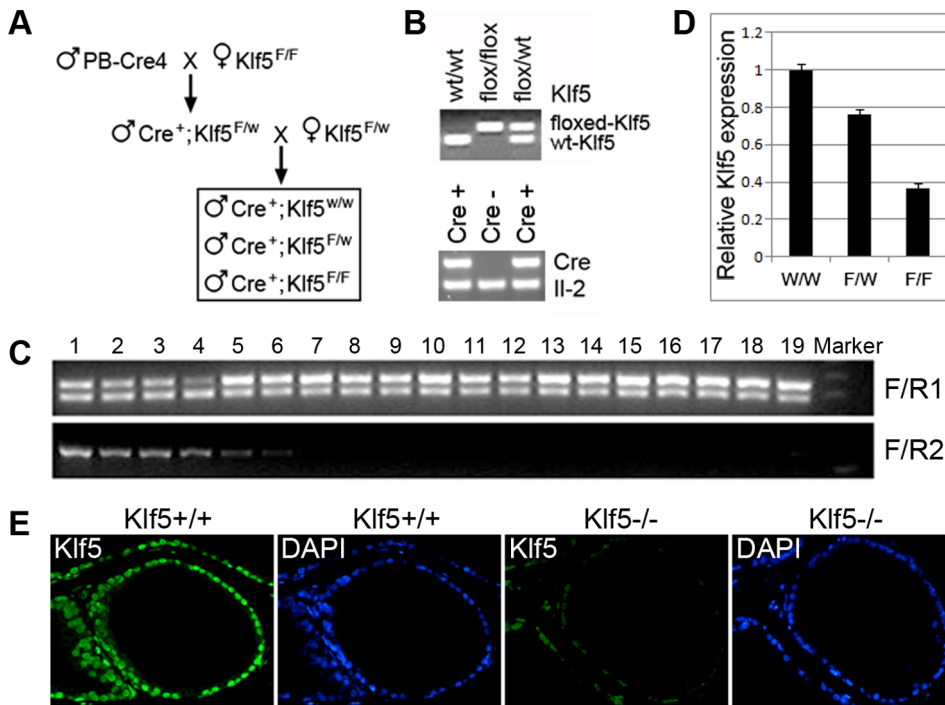 A
♂PB-Cre4 X ♀Klf5F/F
♂Cre+;Klf5F/w X ♀Klf5F/w
♂Cre+;Klf5w/w
♂Cre+;Klf5F/w
♂Cre+;Klf5F/F
B
wt/wt
flox/flox
flox/wt
Klf5
floxed-Klf5
wt-Klf5
Cre +
Cre -
Cre +
Cre
Il-2
D
Relative Klf5 expression
1.2
1
0.8
0.6
0.4
0.2
0
W/W F/W F/F
C
1 2 3 4 5 6 7 8 9 10 11 12 13 14 15 16 17 18 19 Marker
F/R1
F/R2
E
Klf5+/+ Klf5+/+ Klf5-/- Klf5-/-
Klf5 DAPI Klf5 DAPI